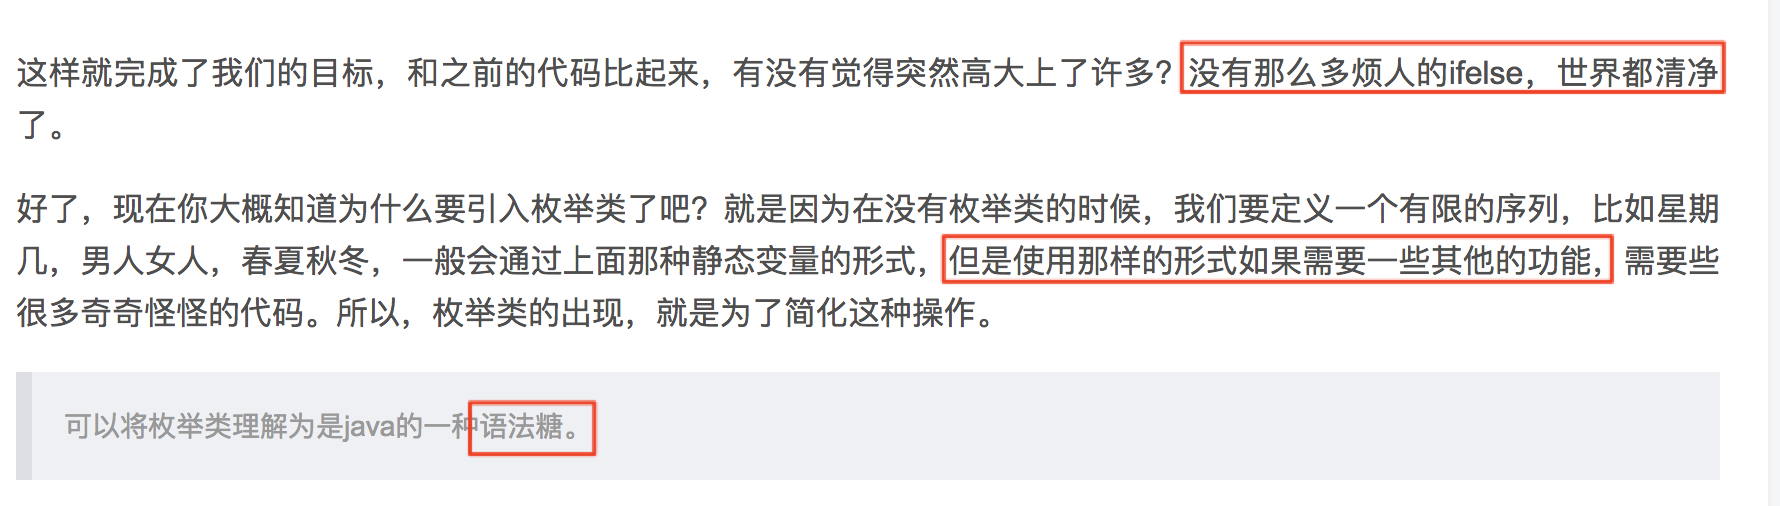 这样就完成了我们的目标，和之前的代码比起来，有没有觉得突然高大上了许多？没有那么多烦人的ifelse，世界都清净
了。
好了，现在你大概知道为什么要引入枚举类了吧？就是因为在没有枚举类的时候，我们要定义一个有限的序列，比如星期
几，男人女人，春夏秋冬，一般会通过上面那种静态变量的形式，但是使用那样的形式如果需要一些其他的功能，需要些
很多奇奇怪怪的代码。所以，枚举类的出现，就是为了简化这种操作。
可以将枚举类理解为是java的一种语法糖。